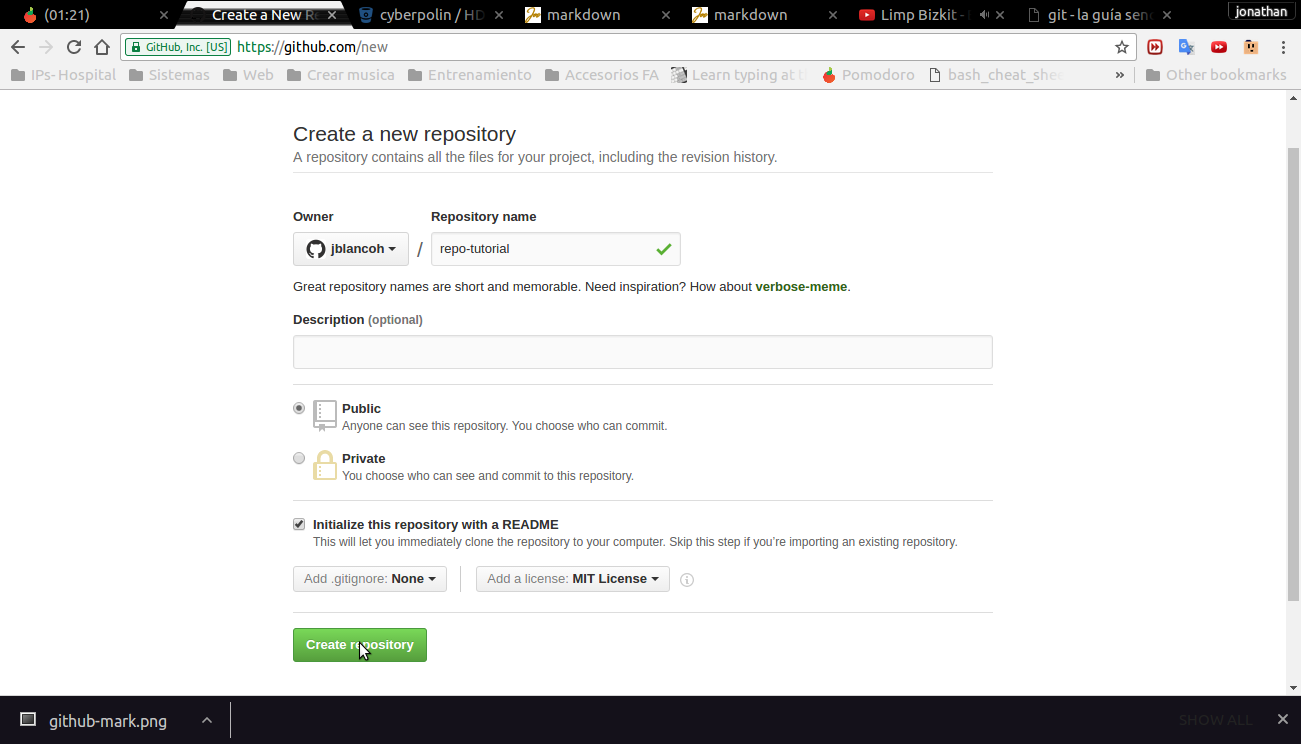 (01:21)
Create a New R
cyberpolin / HD
markdown
markdown
Limp Bizkit -
git - la guía senc
jonathan
GitHub, Inc. [US] https://github.com/new
IPs-Hospital
Sistemas
Web
Crear musica
Entrenamiento
Accesorios FA
Learn typing at t
Pomodoro
bash_cheat_shee
»
Other bookmarks
Create a new repository
A repository contains all the files for your project, including the revision history.
Owner
Repository name
jblancoh / repo-tutorial
Great repository names are short and memorable. Need inspiration? How about verbose-meme.
Description (optional)
Public
Anyone can see this repository. You choose who can commit.
Private
You choose who can see and commit to this repository.
Initialize this repository with a README
This will let you immediately clone the repository to your computer. Skip this step if you’re importing an existing repository.
Add .gitignore: None
Add a license: MIT License
Create repository
github-mark.png
SHOW ALL